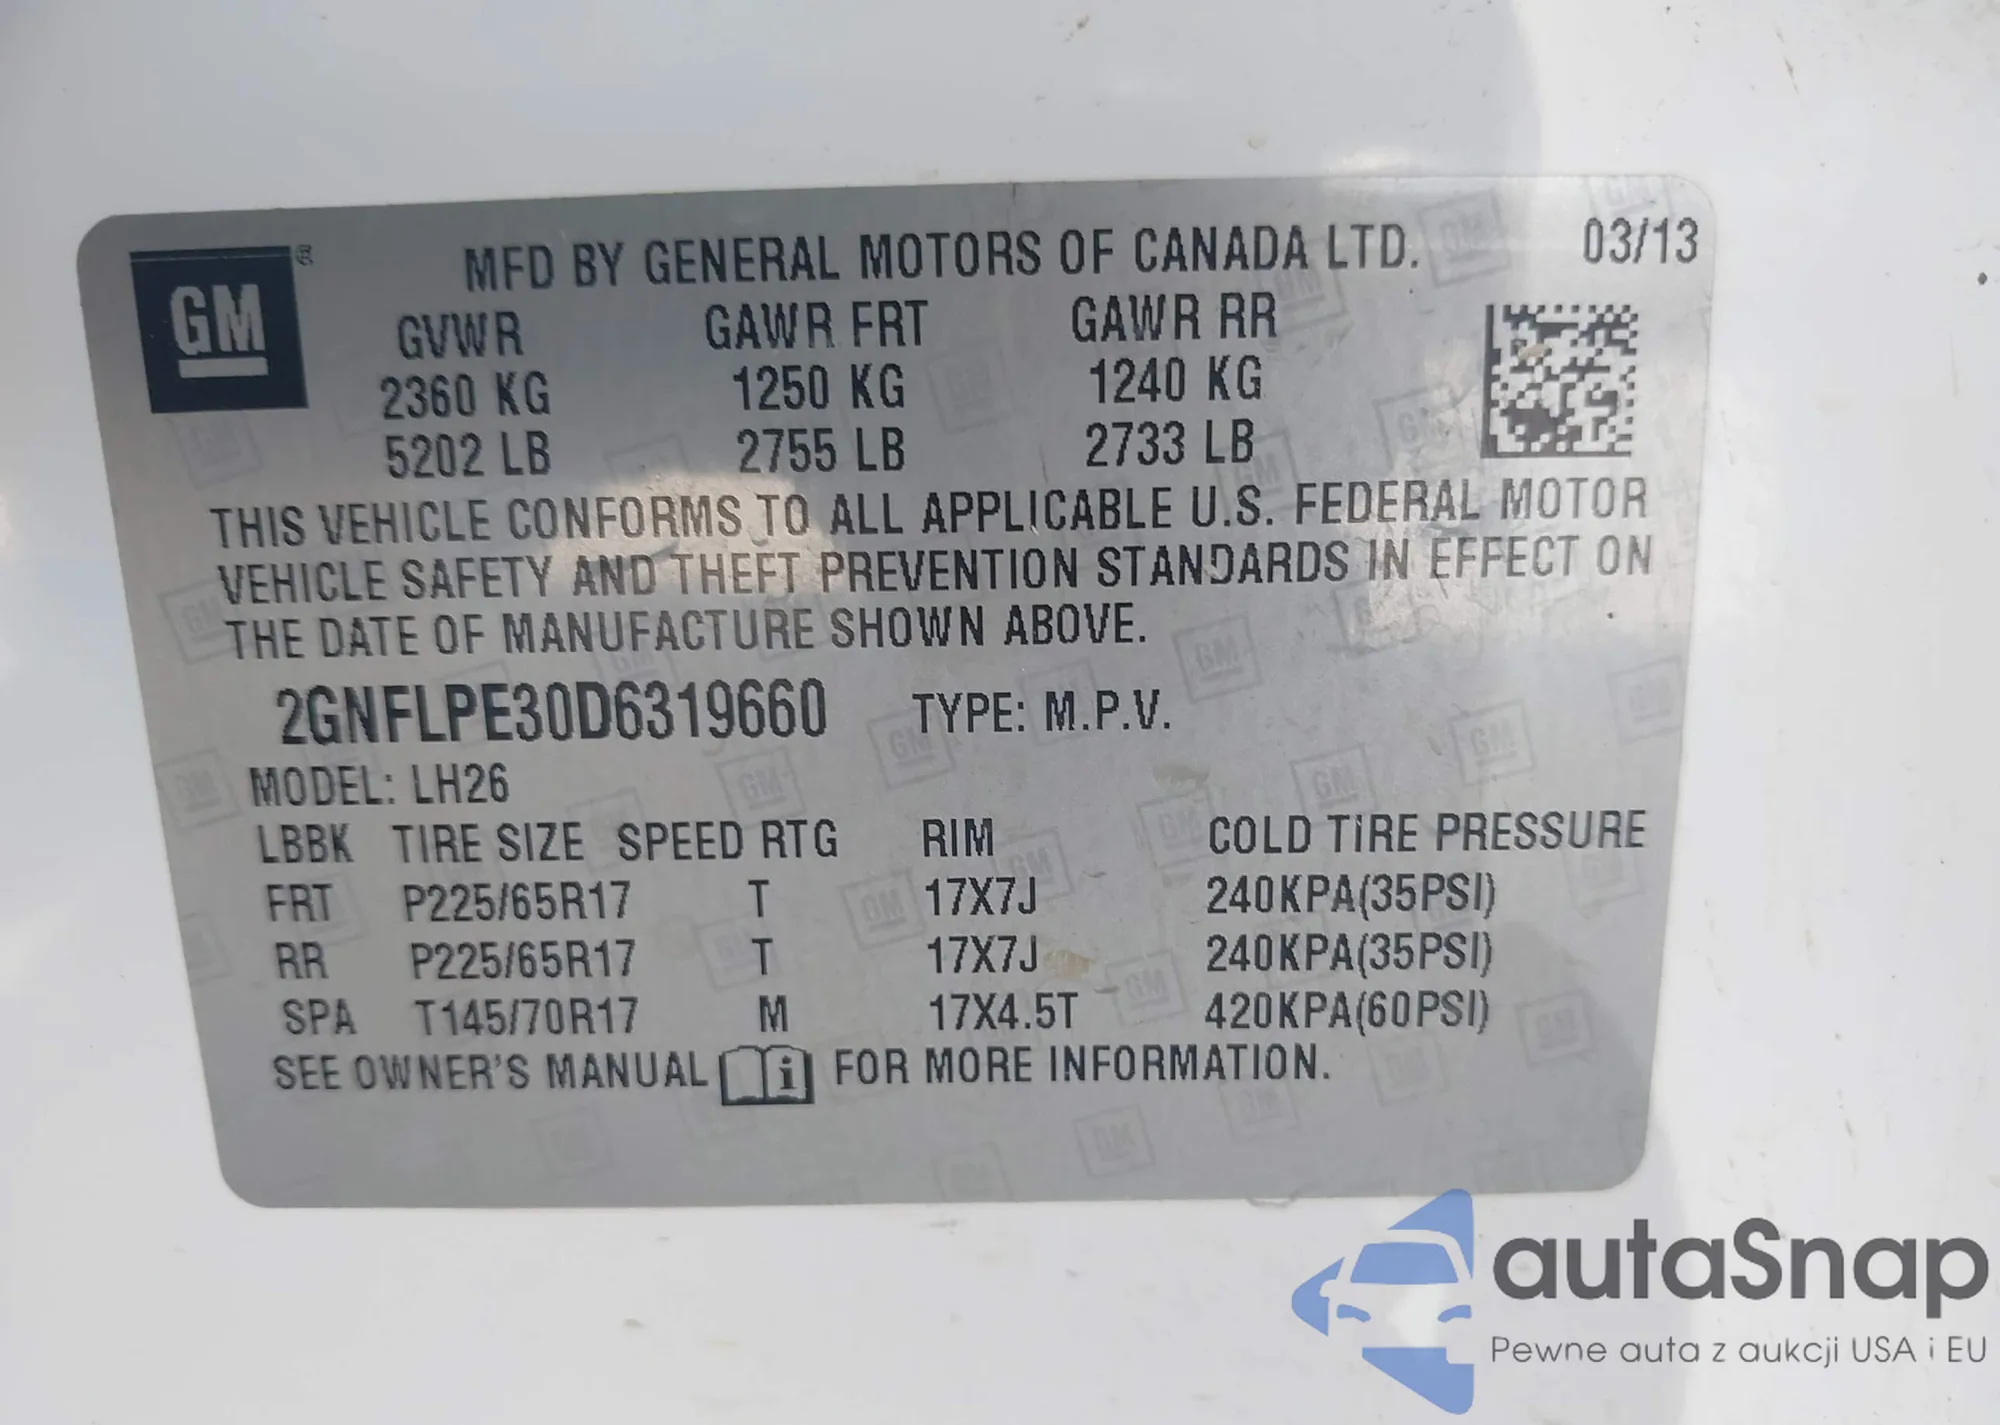 GM ®
MFD BY GENERAL MOTORS OF CANADA LTD. 03/13
GVWR GAWR FRT GAWR RR
2360 KG 1250 KG 1240 KG
5202 LB 2755 LB 2733 LB
THIS VEHICLE CONFORMS TO ALL APPLICABLE U.S. FEDERAL MOTOR
VEHICLE SAFETY AND THEFT PREVENTION STANDARDS IN EFFECT ON
THE DATE OF MANUFACTURE SHOWN ABOVE.
2GNFLPE30D6319660 TYPE: M.P.V.
MODEL: LH26
LBBK TIRE SIZE SPEED RTG RIM COLD TIRE PRESSURE
FRT P225/65R17 T 17X7J 240KPA(35PSI)
RR P225/65R17 T 17X7J 240KPA(35PSI)
SPA T145/70R17 M 17X4.5T 420KPA(60PSI)
SEE OWNER'S MANUAL i FOR MORE INFORMATION.
autaSnap
Pewne auta z aukcji USA i EU